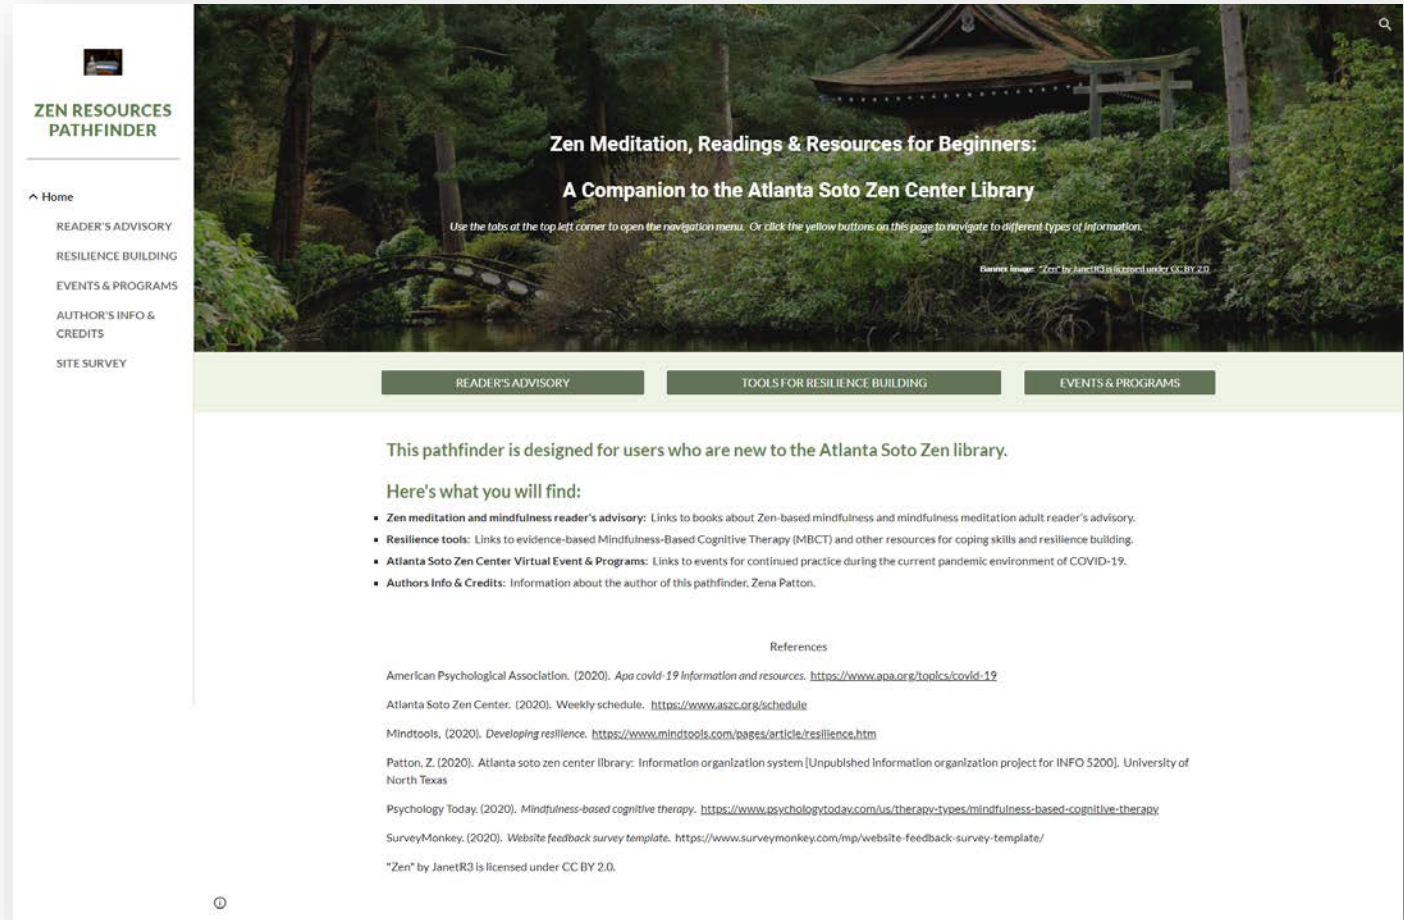 ZEN RESOURCES
PATHFINDER
Home
READER'S ADVISORY
RESILIENCE BUILDING
EVENTS & PROGRAMS
AUTHOR'S INFO &
CREDITS
SITE SURVEY
Zen Meditation, Readings & Resources for Beginners:
A Companion to the Atlanta Soto Zen Center Library
Use the tabs at the top left corner to open the navigation menu. Or click the yellow buttons on this page to navigate to different types of information.
Banner image: "Zen" by JanetR3 is licensed under CC BY 2.0
READER'S ADVISORY
TOOLS FOR RESILIENCE BUILDING
EVENTS & PROGRAMS
This pathfinder is designed for users who are new to the Atlanta Soto Zen library.
Here's what you will find:
▪ Zen meditation and mindfulness reader's advisory: Links to books about Zen-based mindfulness and mindfulness meditation adult reader's advisory.
▪ Resilience tools: Links to evidence-based Mindfulness-Based Cognitive Therapy (MBCT) and other resources for coping skills and resilience building.
▪ Atlanta Soto Zen Center Virtual Event & Programs: Links to events for continued practice during the current pandemic environment of COVID-19.
▪ Authors Info & Credits: Information about the author of this pathfinder, Zena Patton.
References
American Psychological Association. (2020). Apa covid-19 information and resources. https://www.apa.org/topics/covid-19
Atlanta Soto Zen Center. (2020). Weekly schedule. https://www.aszc.org/schedule
Mindtools, (2020). Developing resilience. https://www.mindtools.com/pages/article/resilience.htm
Patton, Z. (2020). Atlanta soto zen center library: Information organization system [Unpublshed information organization project for INFO 5200]. University of
North Texas
Psychology Today. (2020). Mindfulness-based cognitive therapy. https://www.psychologytoday.com/us/therapy-types/mindfulness-based-cognitive-therapy
SurveyMonkey. (2020). Website feedback survey template. https://www.surveymonkey.com/mp/website-feedback-survey-template/
"Zen" by JanetR3 is licensed under CC BY 2.0.